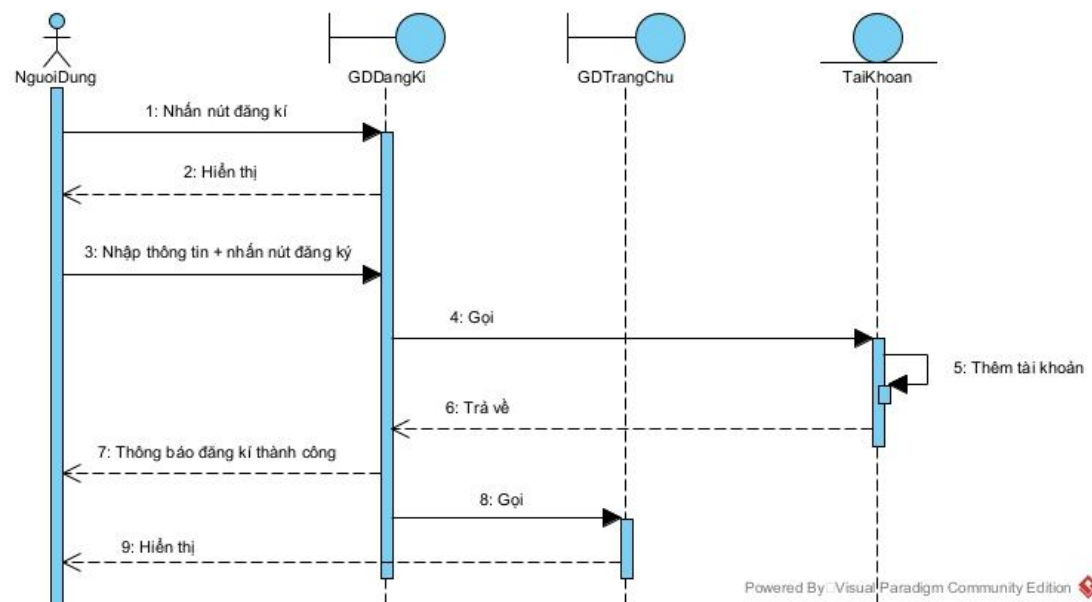 NguoiDung
GDDangKi
GDTrangChu
TaiKhoan
1: Nhấn nút đăng kí
2: Hiển thị
3: Nhập thông tin + nhấn nút đăng ký
4: Gọi
5: Thêm tài khoản
6: Trả về
7: Thông báo đăng kí thành công
8: Gọi
9: Hiển thị
Powered By Visual Paradigm Community Edition